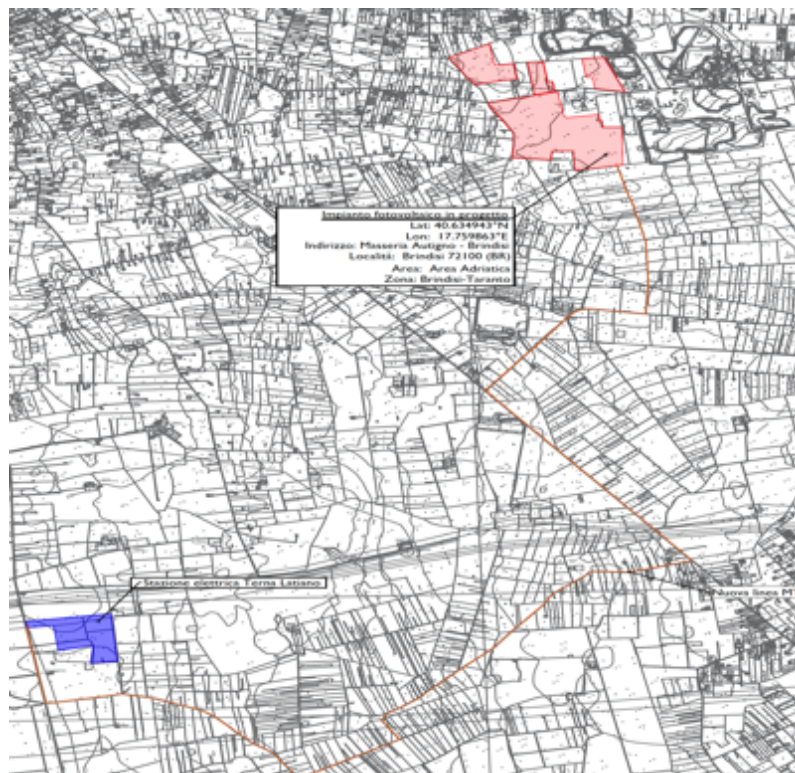 Impianto fotovoltaico in progetto
Lat: 40.634943°N
Lon: 17.759863°E
Indirizzo: Masseria Autigno - Brindisi
Località: Brindisi 72100 (BR)
Area: Area Adriatica
Zona: Brindisi-Taranto
Stazione elettrica Terna Latiano
Nuova linea M